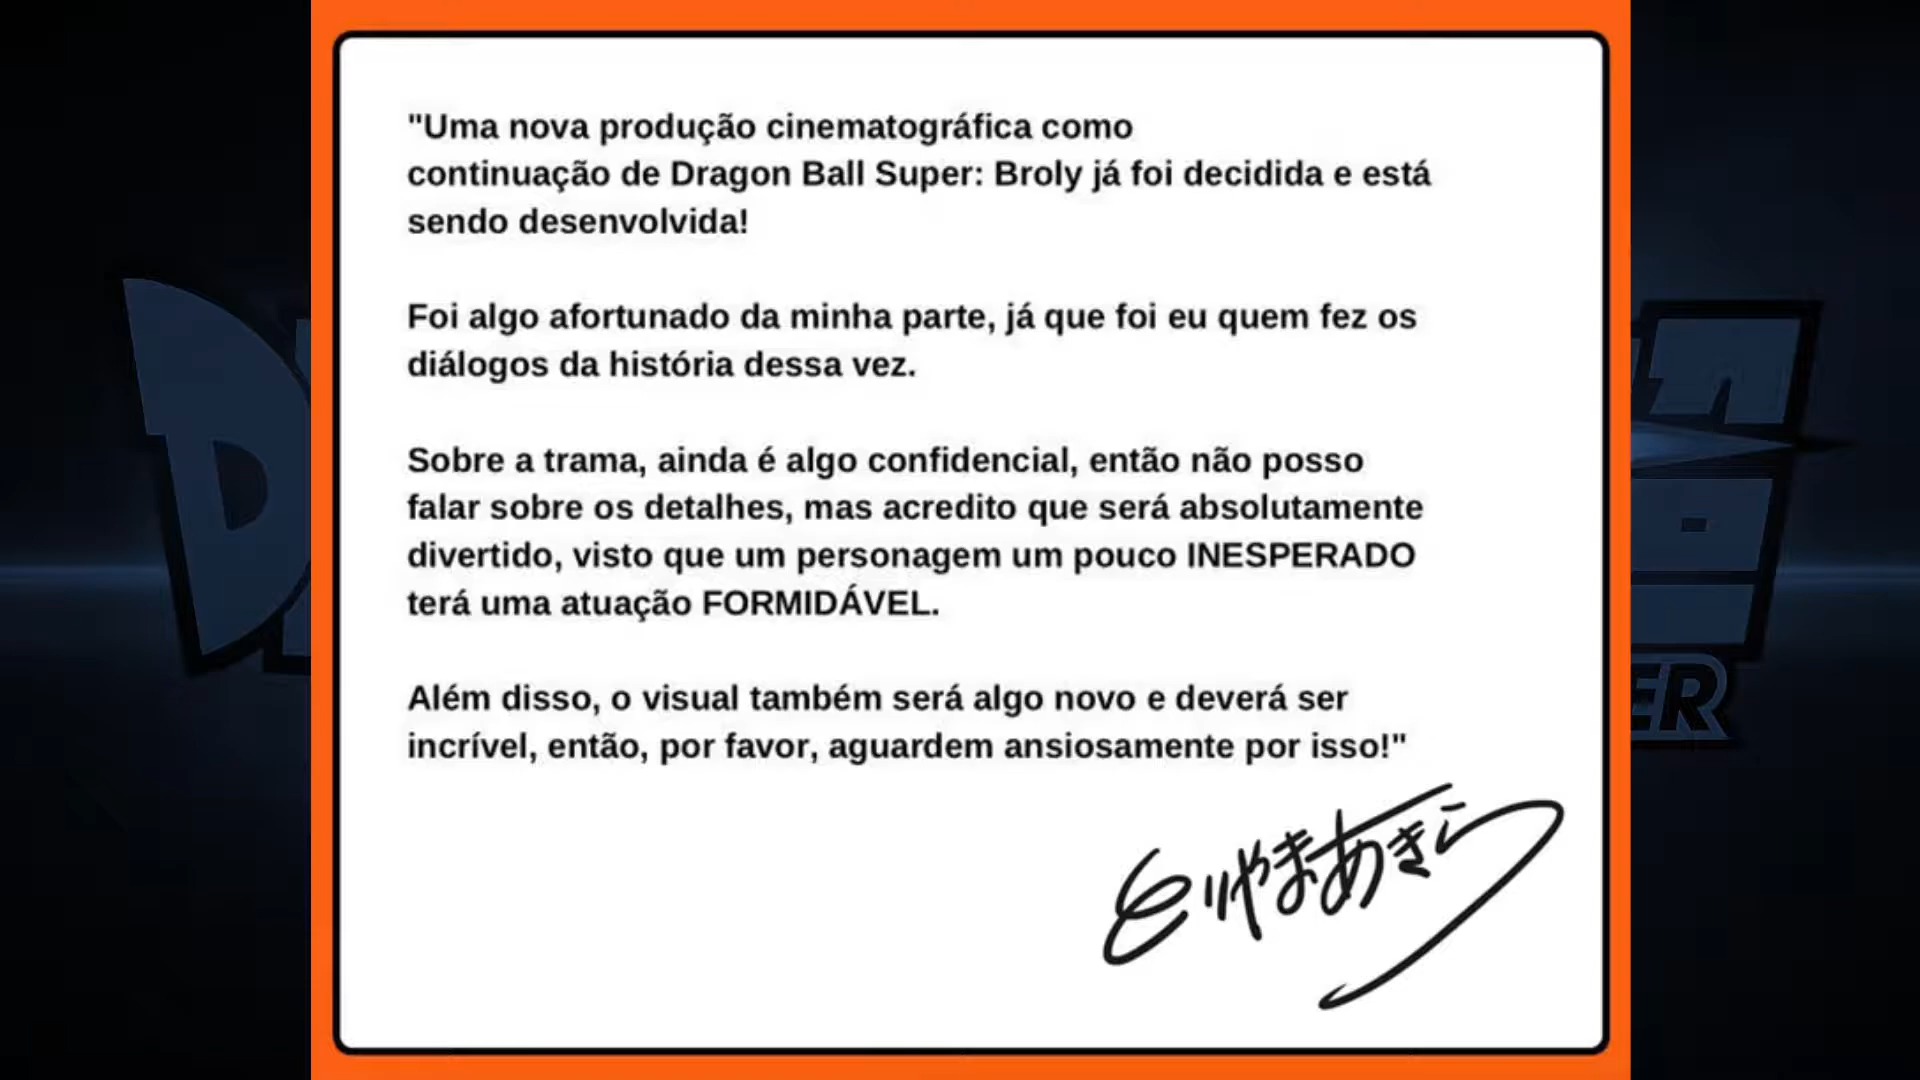 "Uma nova produção cinematográfica como
continuação de Dragon Ball Super: Broly já foi decidida e está
sendo desenvolvida!
Foi algo afortunado da minha parte, já que foi eu quem fez os
diálogos da história dessa vez.
Sobre a trama, ainda é algo confidencial, então não posso
falar sobre os detalhes, mas acredito que será absolutamente
divertido, visto que um personagem um pouco INESPERADO
terá uma atuação FORMIDÁVEL.
Além disso, o visual também será algo novo e deverá ser
incrível, então, por favor, aguardem ansiosamente por isso!"
とりやまあきら